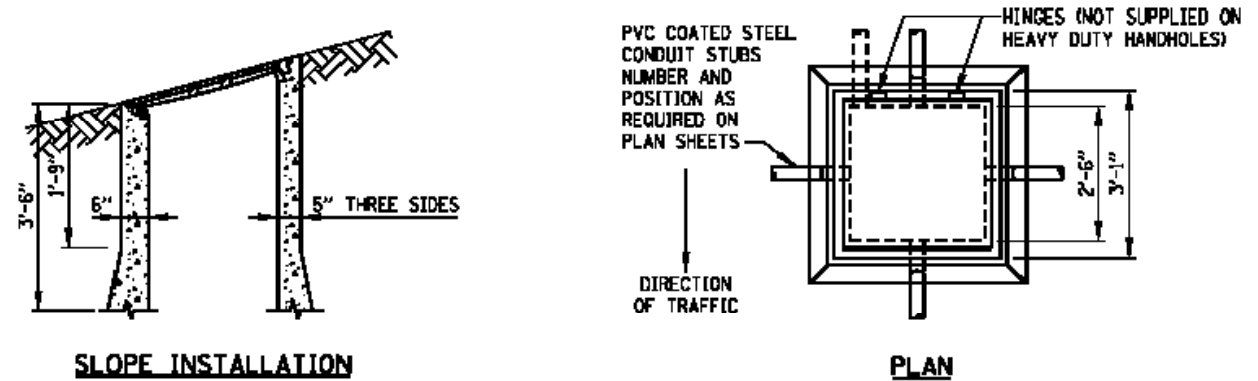 3'-6"
1'-9"
6"
5" THREE SIDES
SLOPE INSTALLATION
PVC COATED STEEL
CONDUIT STUBS
NUMBER AND
POSITION AS
REQUIRED ON
PLAN SHEETS
DIRECTION
OF TRAFFIC
HINGES (NOT SUPPLIED ON
HEAVY DUTY HANDHOLES)
2'-6"
3'-1"
PLAN